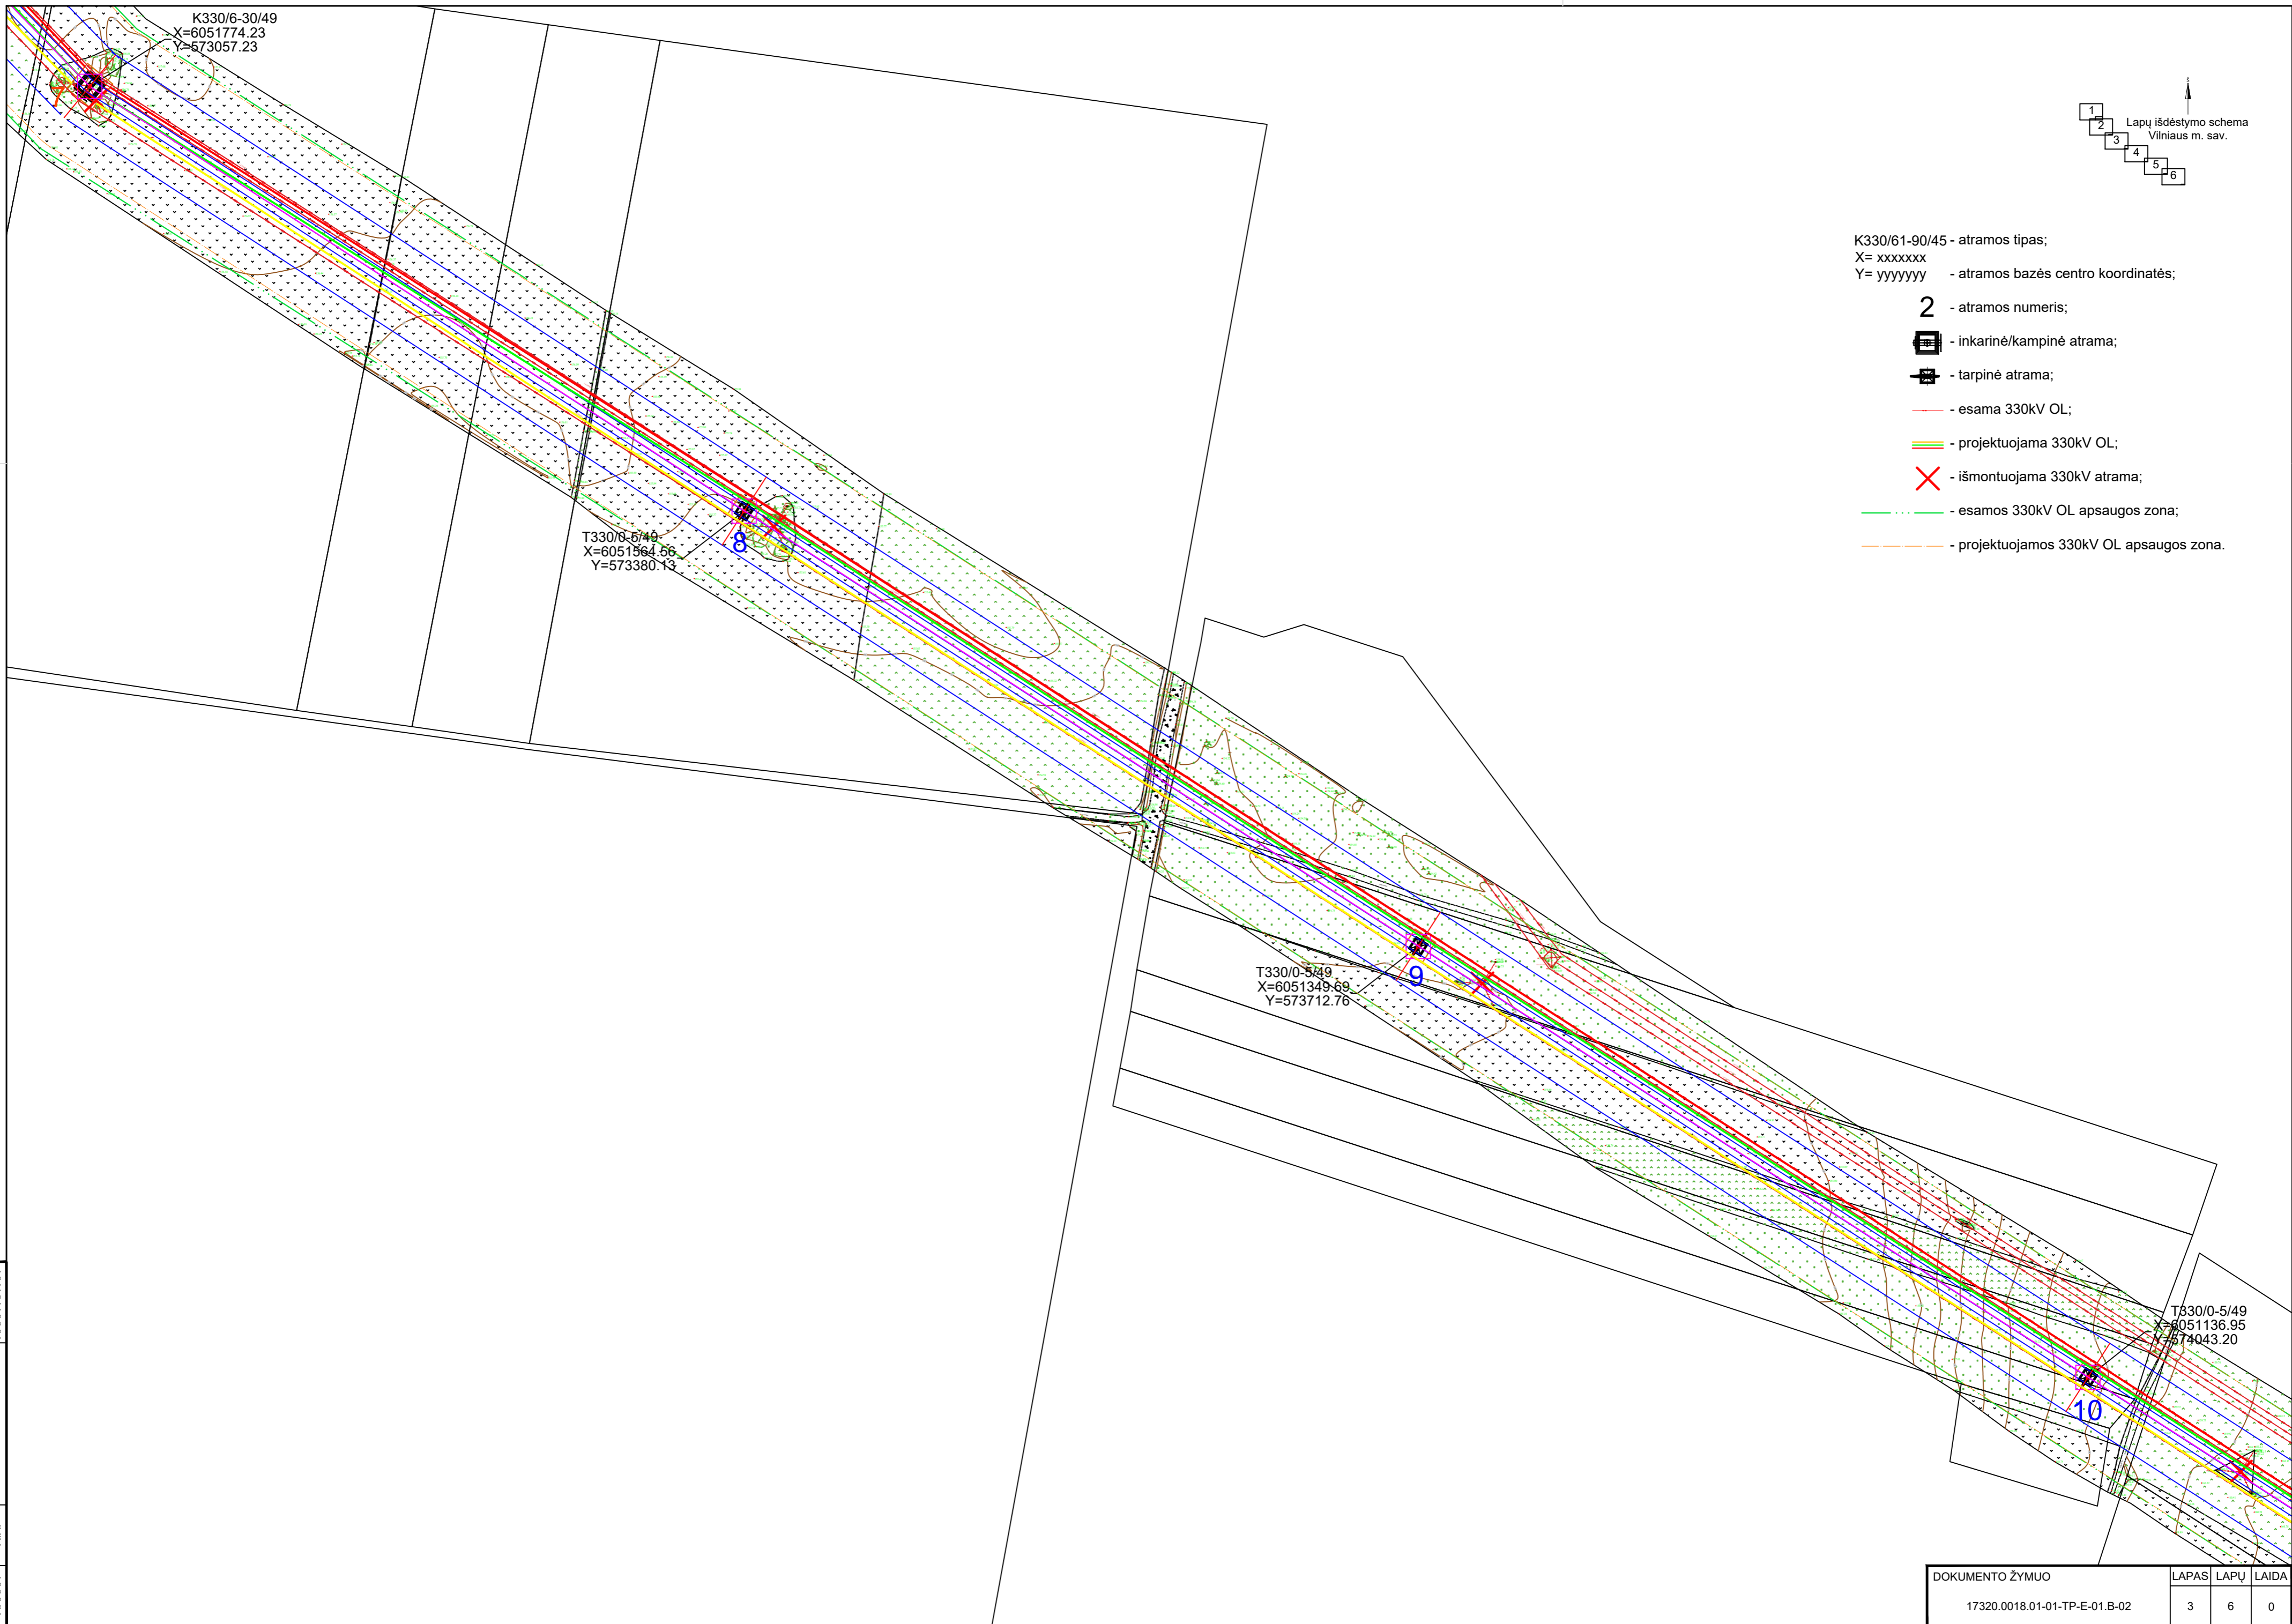 K330/6-30/49
X=6051774.23
Y=573057.23
S
1
2
3
4
5
6
Lapų išdėstymo schema
Vilniaus m. sav.
K330/61-90/45 - atramos tipas;
X= xxxxxxx
Y= yyyyyyy - atramos bazės centro koordinatės;
2 - atramos numeris;
- inkarinė/kampinė atrama;
- tarpinė atrama;
- esama 330kV OL;
- projektuojama 330kV OL;
- išmontuojama 330kV atrama;
- esamos 330kV OL apsaugos zona;
- projektuojamos 330kV OL apsaugos zona.
T330/0-5/49
X=6051564.56
Y=573380.13
8
T330/0-5/49
X=6051349.69
Y=573712.76
9
T330/0-5/49
X=6051136.95
Y=574043.20
10
DOKUMENTO ŽYMUO LAPAS LAPŲ LAIDA
17320.0018.01-01-TP-E-01.B-02 3 6 0